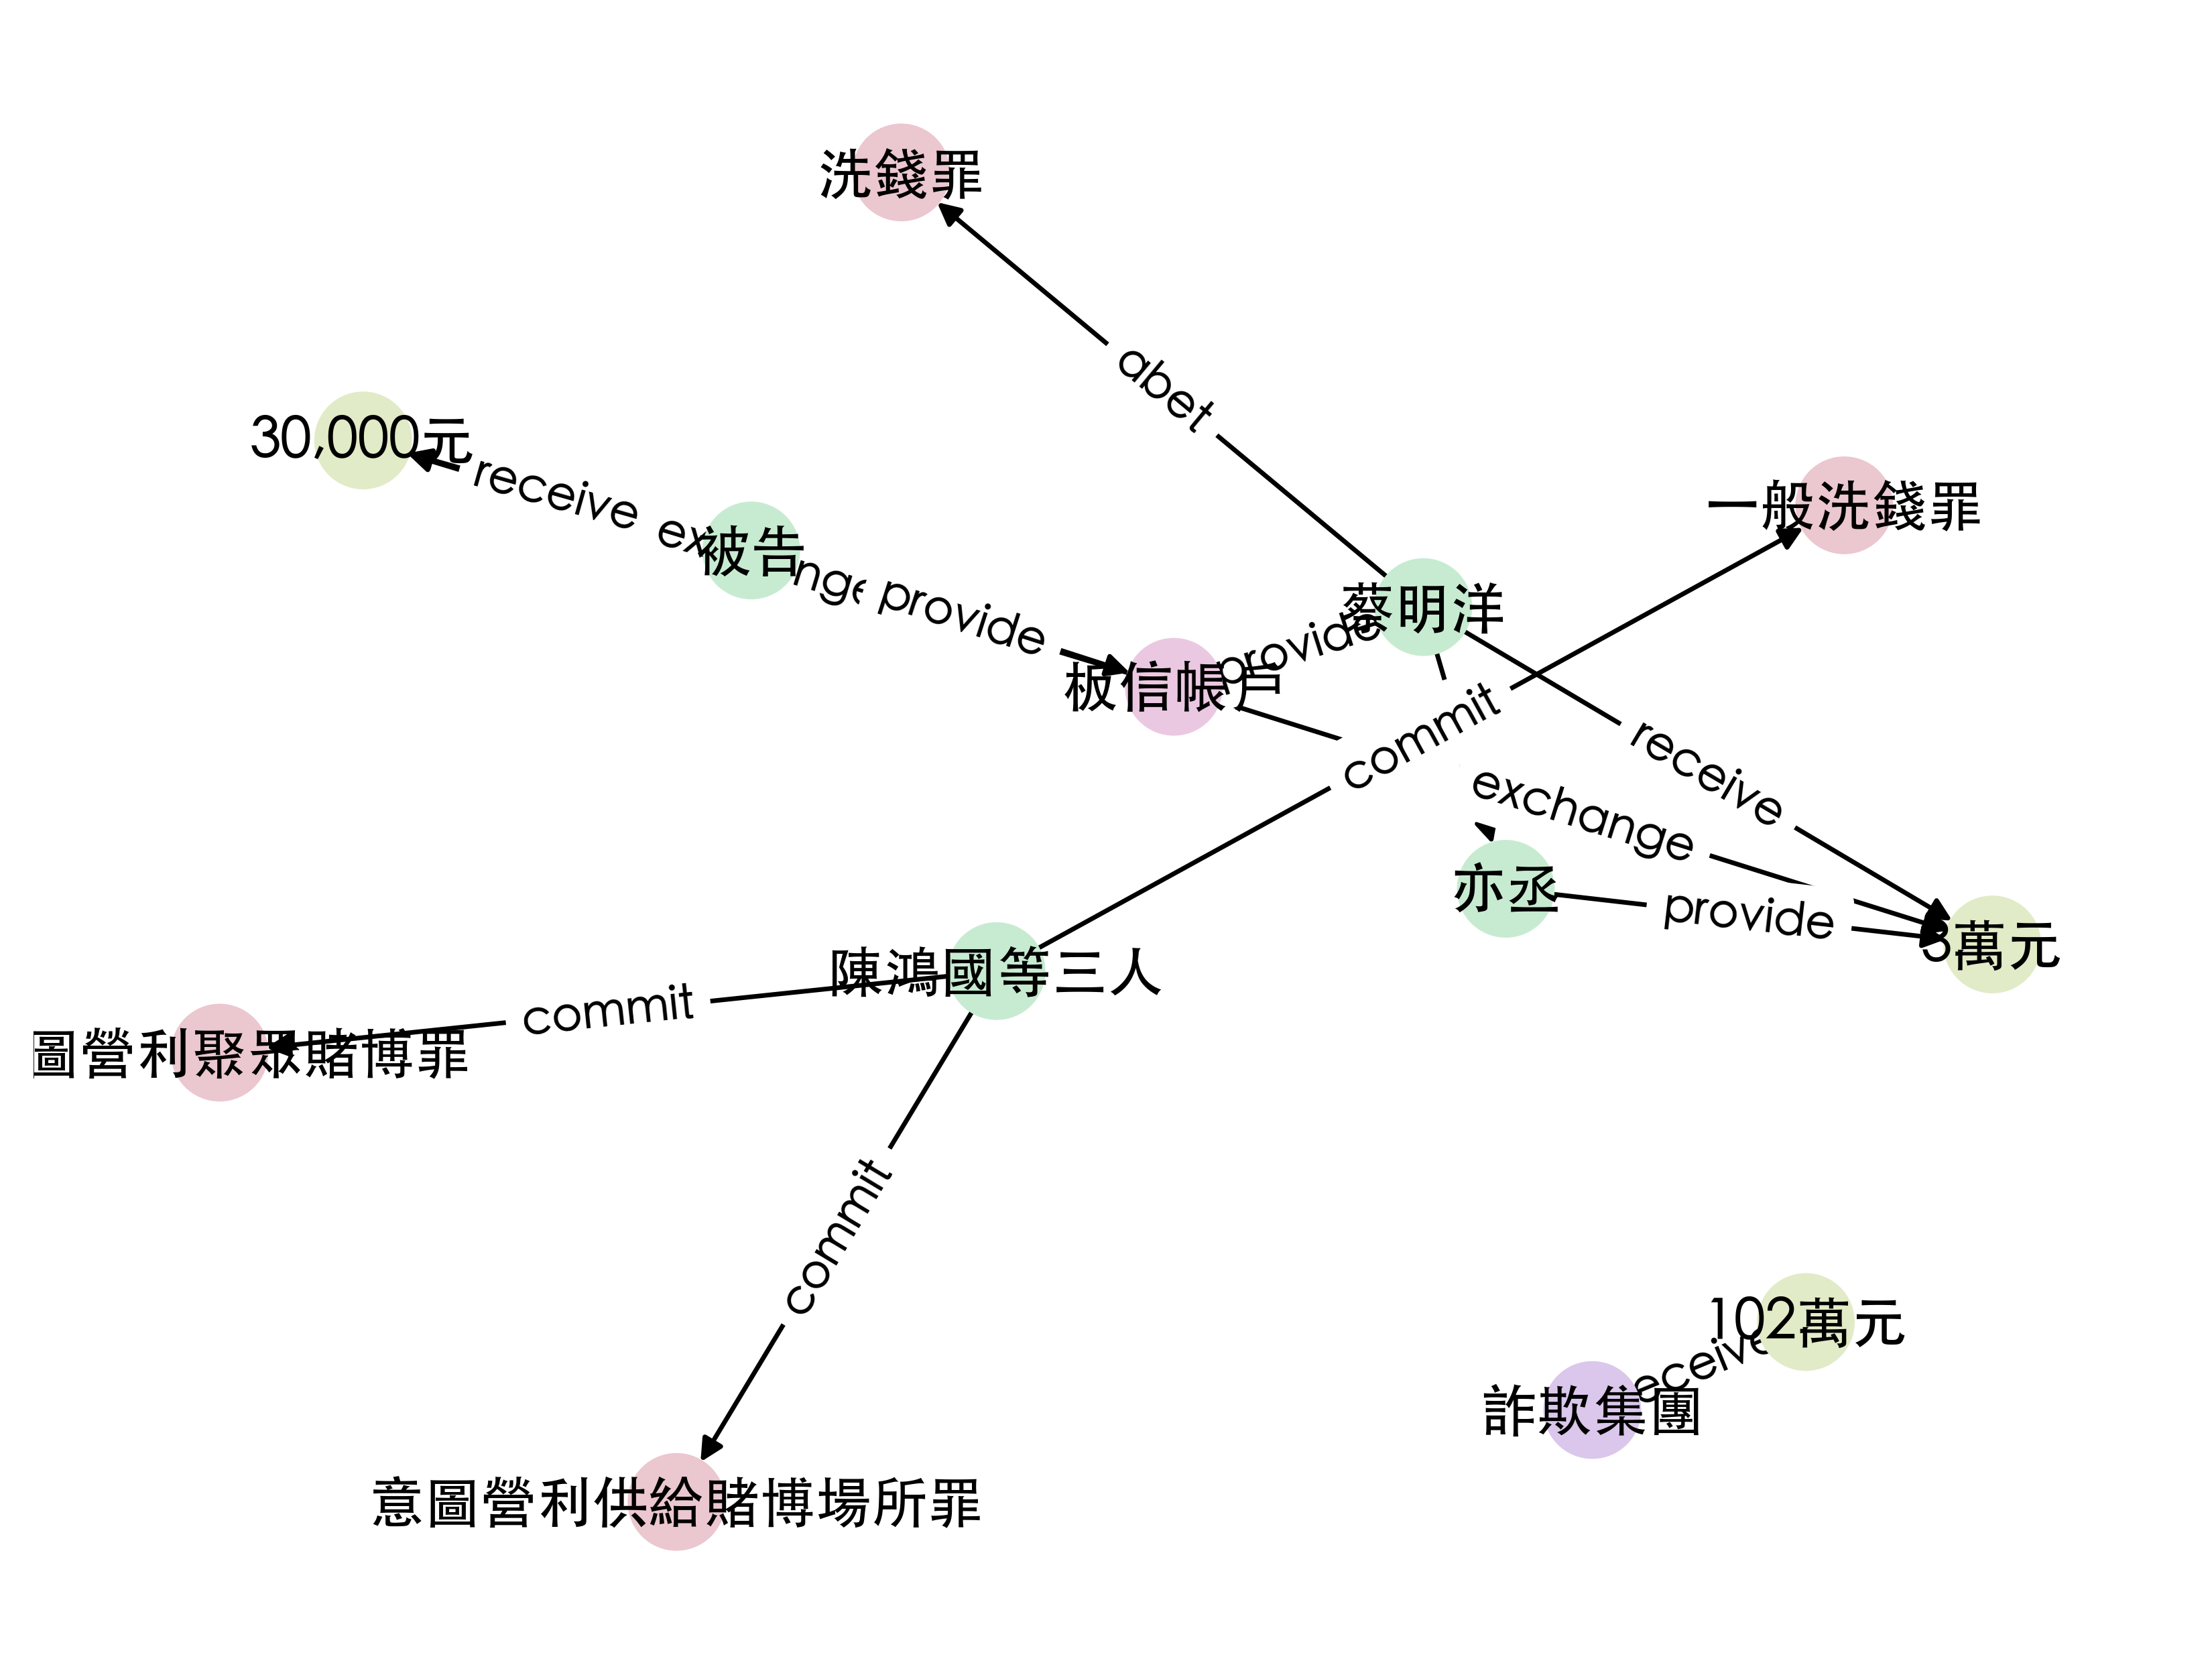 洗錢罪
abet
30,000元
receive
一般洗錢罪
被告
provide
蔡明洋
provide
板信帳戶
commit
receive
exchange
亦丞
provide
3萬元
陳鴻國等三人
commit
圖營利聚眾賭博罪
commit
102萬元
詐欺集團
意圖營利供給賭博場所罪